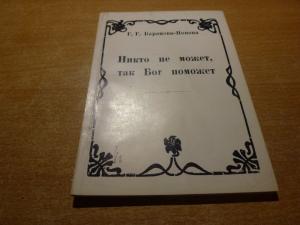 Г. Г.
Никто не может,
так Бог поможет